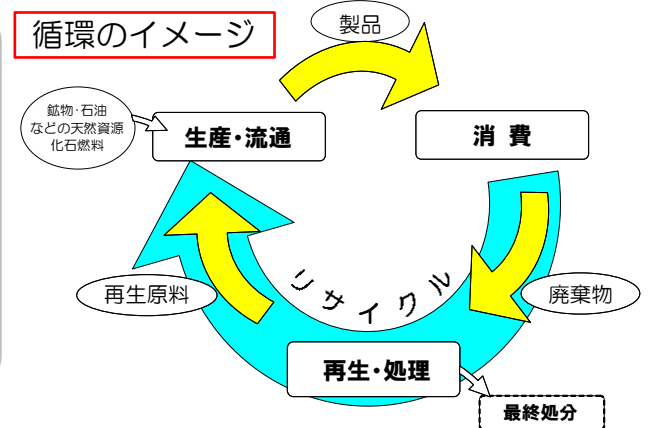 循環のイメージ
製品
鉱物･石油
などの天然資源
化石燃料
生産･流通
消 費
再生原料
リサイクル
廃棄物
再生･処理
最終処分